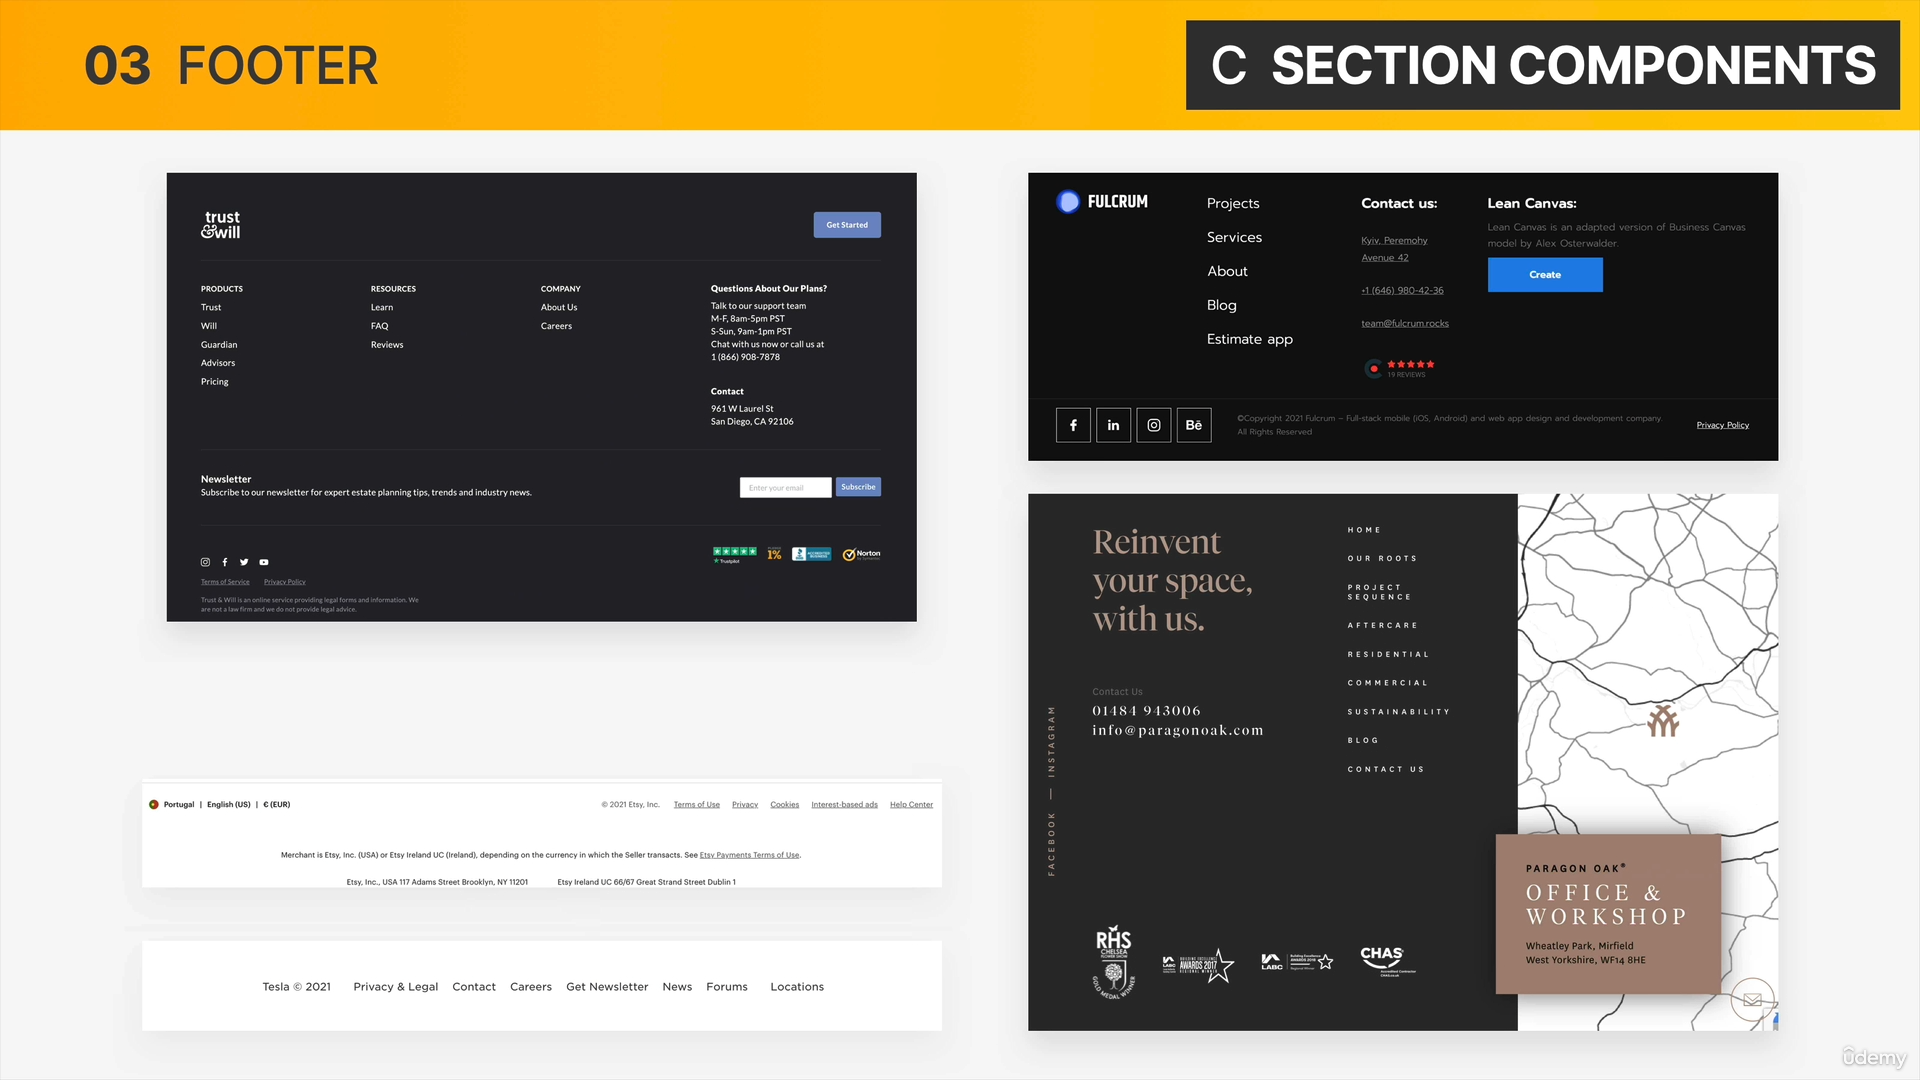 03 FOOTER
C SECTION COMPONENTS
trust
&will
Get Started
PRODUCTS
Trust
Will
Guardian
Advisors
Pricing
RESOURCES
Learn
FAQ
Reviews
COMPANY
About Us
Careers
Questions About Our Plans?
Talk to our support team
M-F, 8am-5pm PST
S-Sun, 9am-1pm PST
Chat with us now or call us at
1 (866) 908-7878
Contact
961 W Laurel St
San Diego, CA 92106
Newsletter
Subscribe to our newsletter for expert estate planning tips, trends and industry news.
Enter your email
Subscribe
Trustpilot
1%
ACCREDITED
BUSINESS
Norton
Terms of Service Privacy Policy
Trust & Will is an online service providing legal forms and information. We
are not a law firm and we do not provide legal advice.
FULCRUM
Projects
Services
About
Blog
Estimate app
Contact us:
Kyiv, Peremohy
Avenue 42
+1 (646) 980-42-36
team@fulcrum.rocks
19 REVIEWS
Lean Canvas:
Lean Canvas is an adapted version of Business Canvas
model by Alex Osterwalder.
Create
f in Bē
©Copyright 2021 Fulcrum – Full-stack mobile (iOS, Android) and web app design and development company.
All Rights Reserved
Privacy Policy
Portugal | English (US) | € (EUR)
© 2021 Etsy, Inc. Terms of Use Privacy Cookies Interest-based ads Help Center
Merchant is Etsy, Inc. (USA) or Etsy Ireland UC (Ireland), depending on the currency in which the Seller transacts. See Etsy Payments Terms of Use.
Etsy, Inc., USA 117 Adams Street Brooklyn, NY 11201 Etsy Ireland UC 66/67 Great Strand Street Dublin 1
Tesla © 2021 Privacy & Legal Contact Careers Get Newsletter News Forums Locations
Reinvent
your space,
with us.
Contact Us
01484 943006
info@paragonoak.com
FACEBOOK — INSTAGRAM
HOME
OUR ROOTS
PROJECT
SEQUENCE
AFTERCARE
RESIDENTIAL
COMMERCIAL
SUSTAINABILITY
BLOG
CONTACT US
RHS
CHELSEA
FLOWER SHOW
GOLD MEDAL WINNER
LABC
AWARDS 2017
LABC
CHAS
PARAGON OAK®
OFFICE &
WORKSHOP
Wheatley Park, Mirfield
West Yorkshire, WF14 8HE
ûdemy